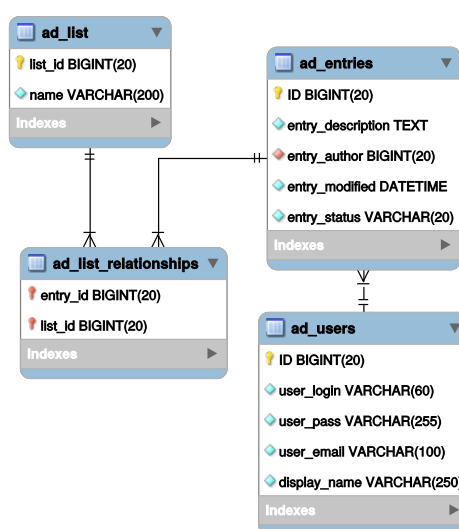 ad_list
list_id BIGINT(20)
name VARCHAR(200)
Indexes
ad_entries
ID BIGINT(20)
entry_description TEXT
entry_author BIGINT(20)
entry_modified DATETIME
entry_status VARCHAR(20)
Indexes
ad_list_relationships
entry_id BIGINT(20)
list_id BIGINT(20)
Indexes
ad_users
ID BIGINT(20)
user_login VARCHAR(60)
user_pass VARCHAR(255)
user_email VARCHAR(100)
display_name VARCHAR(250)
Indexes